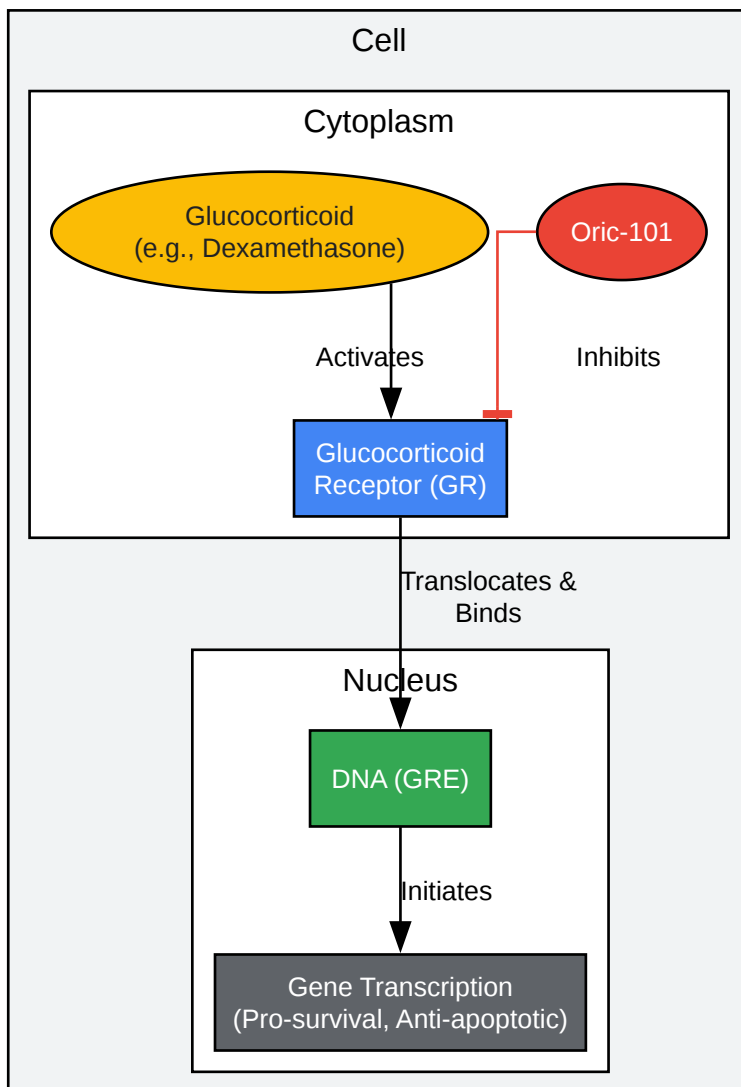 Cell
Cytoplasm
Glucocorticoid
(e.g., Dexamethasone)
Oric-101
Activates
Inhibits
Glucocorticoid
Receptor (GR)
Translocates &
Binds
Nucleus
DNA (GRE)
Initiates
Gene Transcription
(Pro-survival, Anti-apoptotic)